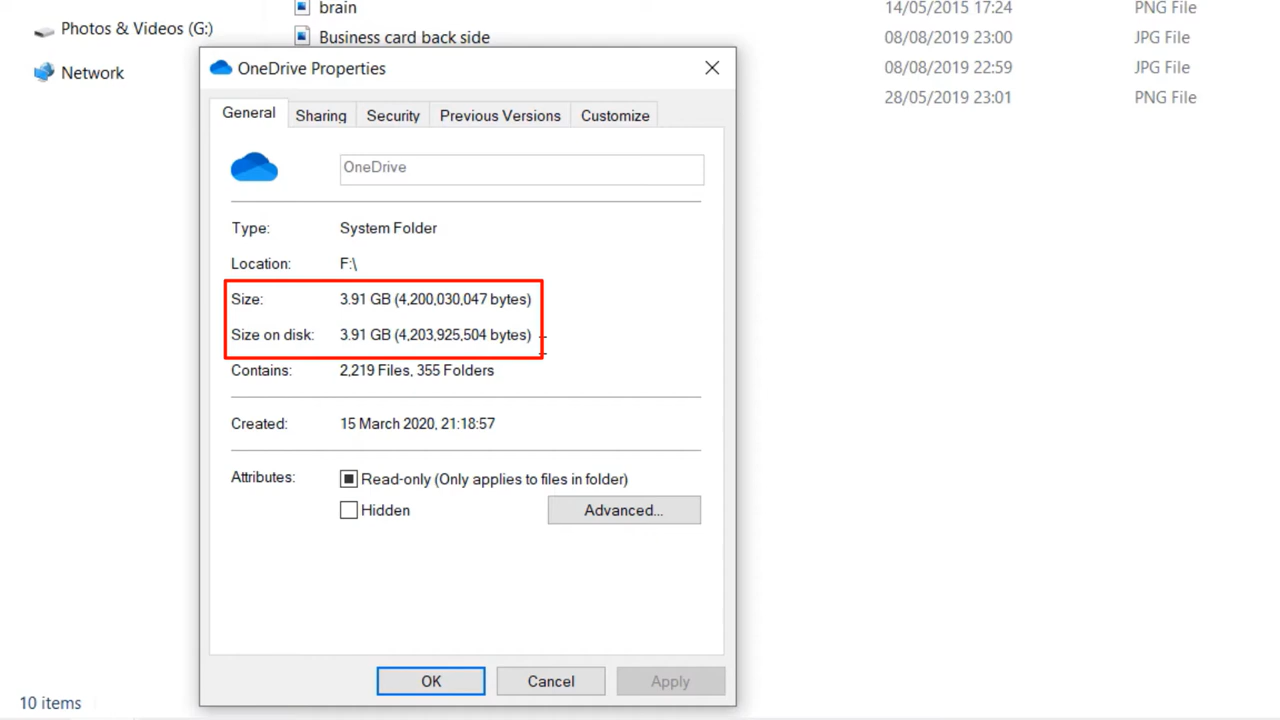 brain 14/05/2015 17:24 PNG File
Photos & Videos (G:)
Business card back side 08/08/2019 23:00 JPG File
08/08/2019 22:59 JPG File
28/05/2019 23:01 PNG File
Network
OneDrive Properties
General Sharing Security Previous Versions Customize
OneDrive
Type: System Folder
Location: F:\
Size: 3.91 GB (4,200,030,047 bytes)
Size on disk: 3.91 GB (4,203,925,504 bytes)
Contains: 2,219 Files, 355 Folders
Created: 15 March 2020, 21:18:57
Attributes: Read-only (Only applies to files in folder)
Hidden Advanced...
OK Cancel Apply
10 items